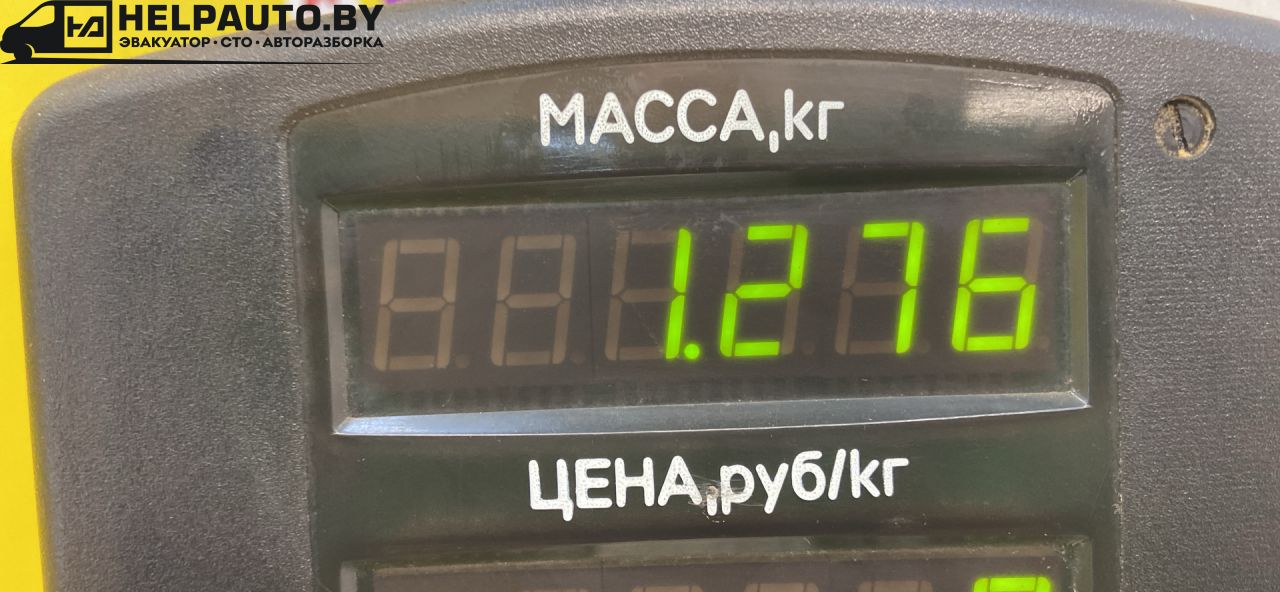 HELPAUTO.BY
ЭВАКУАТОР · СТО · АВТОРАЗБОРКА
МАССА,кг
1.276
ЦЕНА,руб/кг